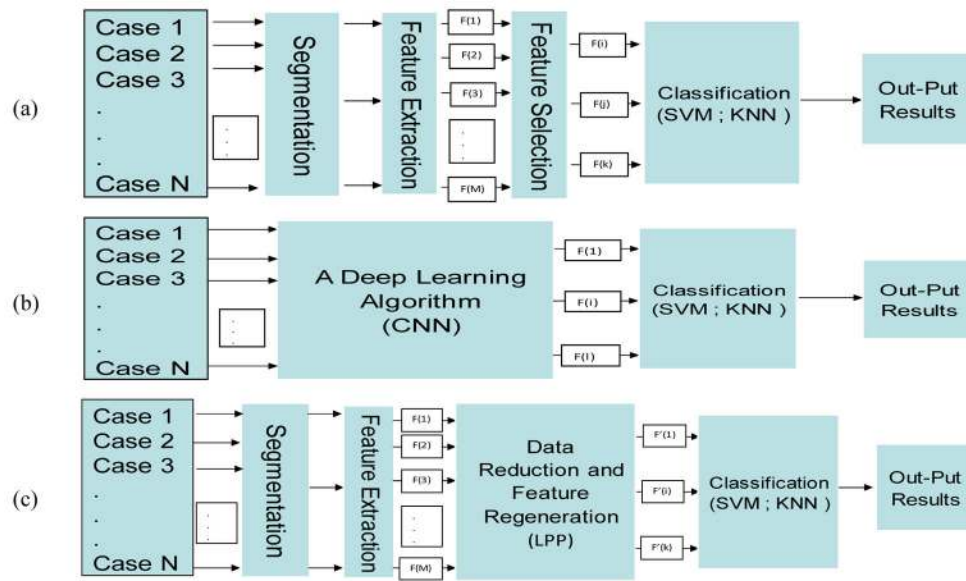 (a)
Case 1
Case 2
Case 3
.
.
.
Case N
.
.
.
Segmentation
Feature Extraction
F(1)
F(2)
F(3)
.
.
.
F(M)
Feature Selection
F(i)
F(j)
F(k)
Classification
(SVM ; KNN )
Out-Put
Results
(b)
Case 1
Case 2
Case 3
.
.
.
Case N
.
.
.
A Deep Learning
Algorithm
(CNN)
F(1)
F(i)
F(l)
Classification
(SVM ; KNN )
Out-Put
Results
(c)
Case 1
Case 2
Case 3
.
.
.
Case N
.
.
.
Segmentation
Feature Extraction
F(1)
F(2)
F(3)
.
.
.
F(M)
Data
Reduction and
Feature
Regeneration
(LPP)
F'(1)
F'(i)
F'(k)
Classification
(SVM ; KNN )
Out-Put
Results